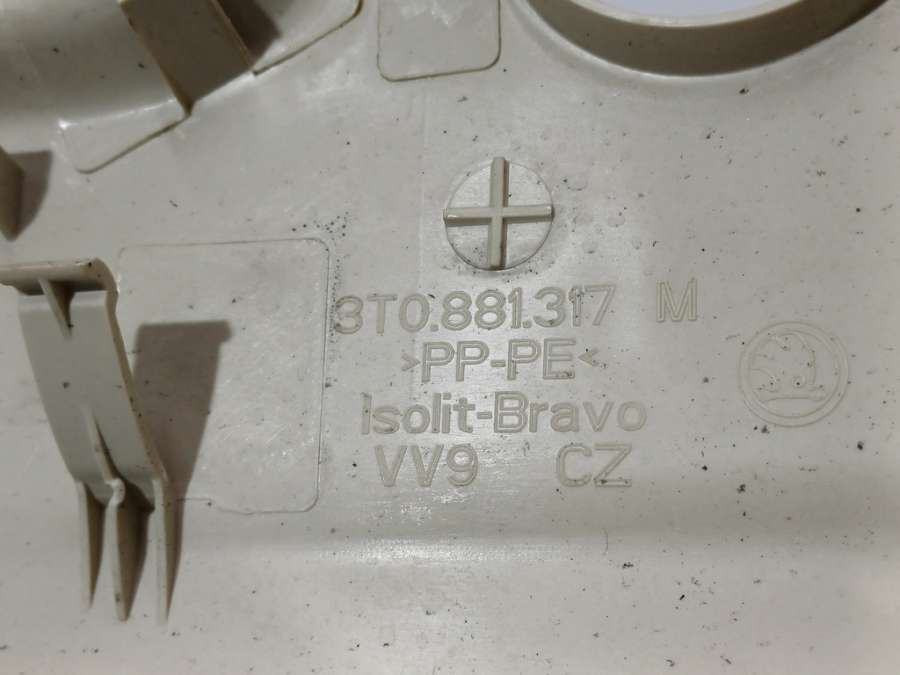 3T0.881.317 M
>PP-PE<
Isolit-Bravo
VV9 CZ